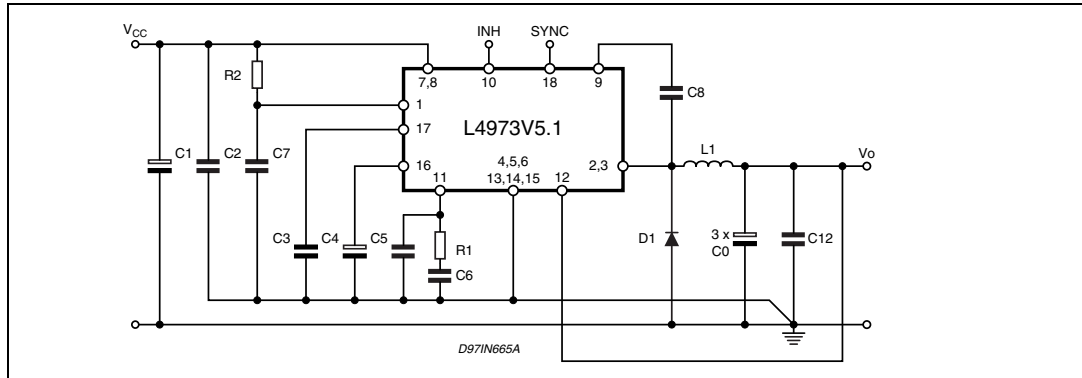 VCC
INH
SYNC
R2
7,8
10
18
9
C8
1
L4973V5.1
17
L1
C1
C2
C7
16
4,5,6
13,14,15
2,3
Vo
11
12
C3
C4
C5
R1
D1
3 x
C0
C12
C6
D97IN665A